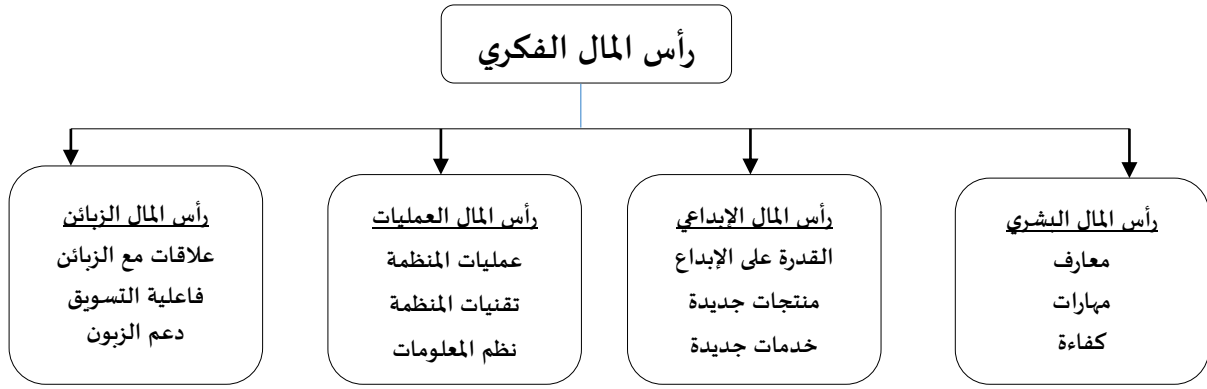 رأس المال الفكري
رأس المال البشري
معارف
مهارات
كفاءة
رأس المال الإبداعي
القدرة على الإبداع
منتجات جديدة
خدمات جديدة
رأس المال العمليات
عمليات المنظمة
تقنيات المنظمة
نظم المعلومات
رأس المال الزبائن
علاقات مع الزبائن
فاعلية التسويق
دعم الزبون